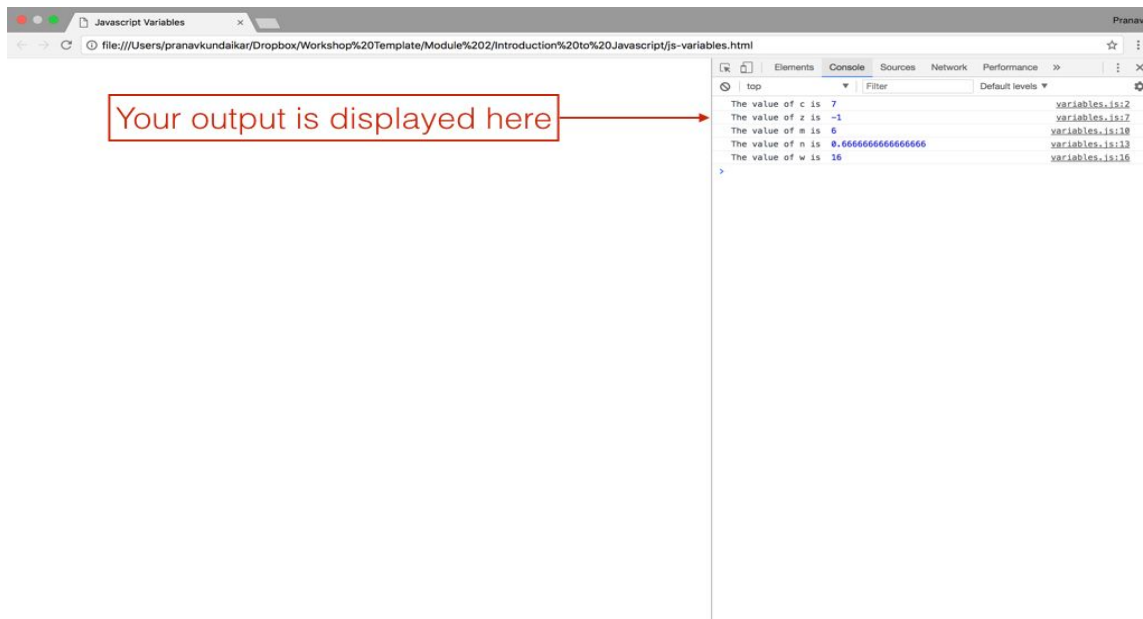 Javascript Variables
Pranav
file:///Users/pranavkundaikar/Dropbox/Workshop%20Template/Module%202/Introduction%20to%20Javascript/js-variables.html
Elements Console Sources Network Performance »
top Filter Default levels ▼
Your output is displayed here
The value of c is 7 variables.js:2
The value of z is -1 variables.js:7
The value of m is 6 variables.js:10
The value of n is 0.6666666666666666 variables.js:13
The value of w is 16 variables.js:16
>